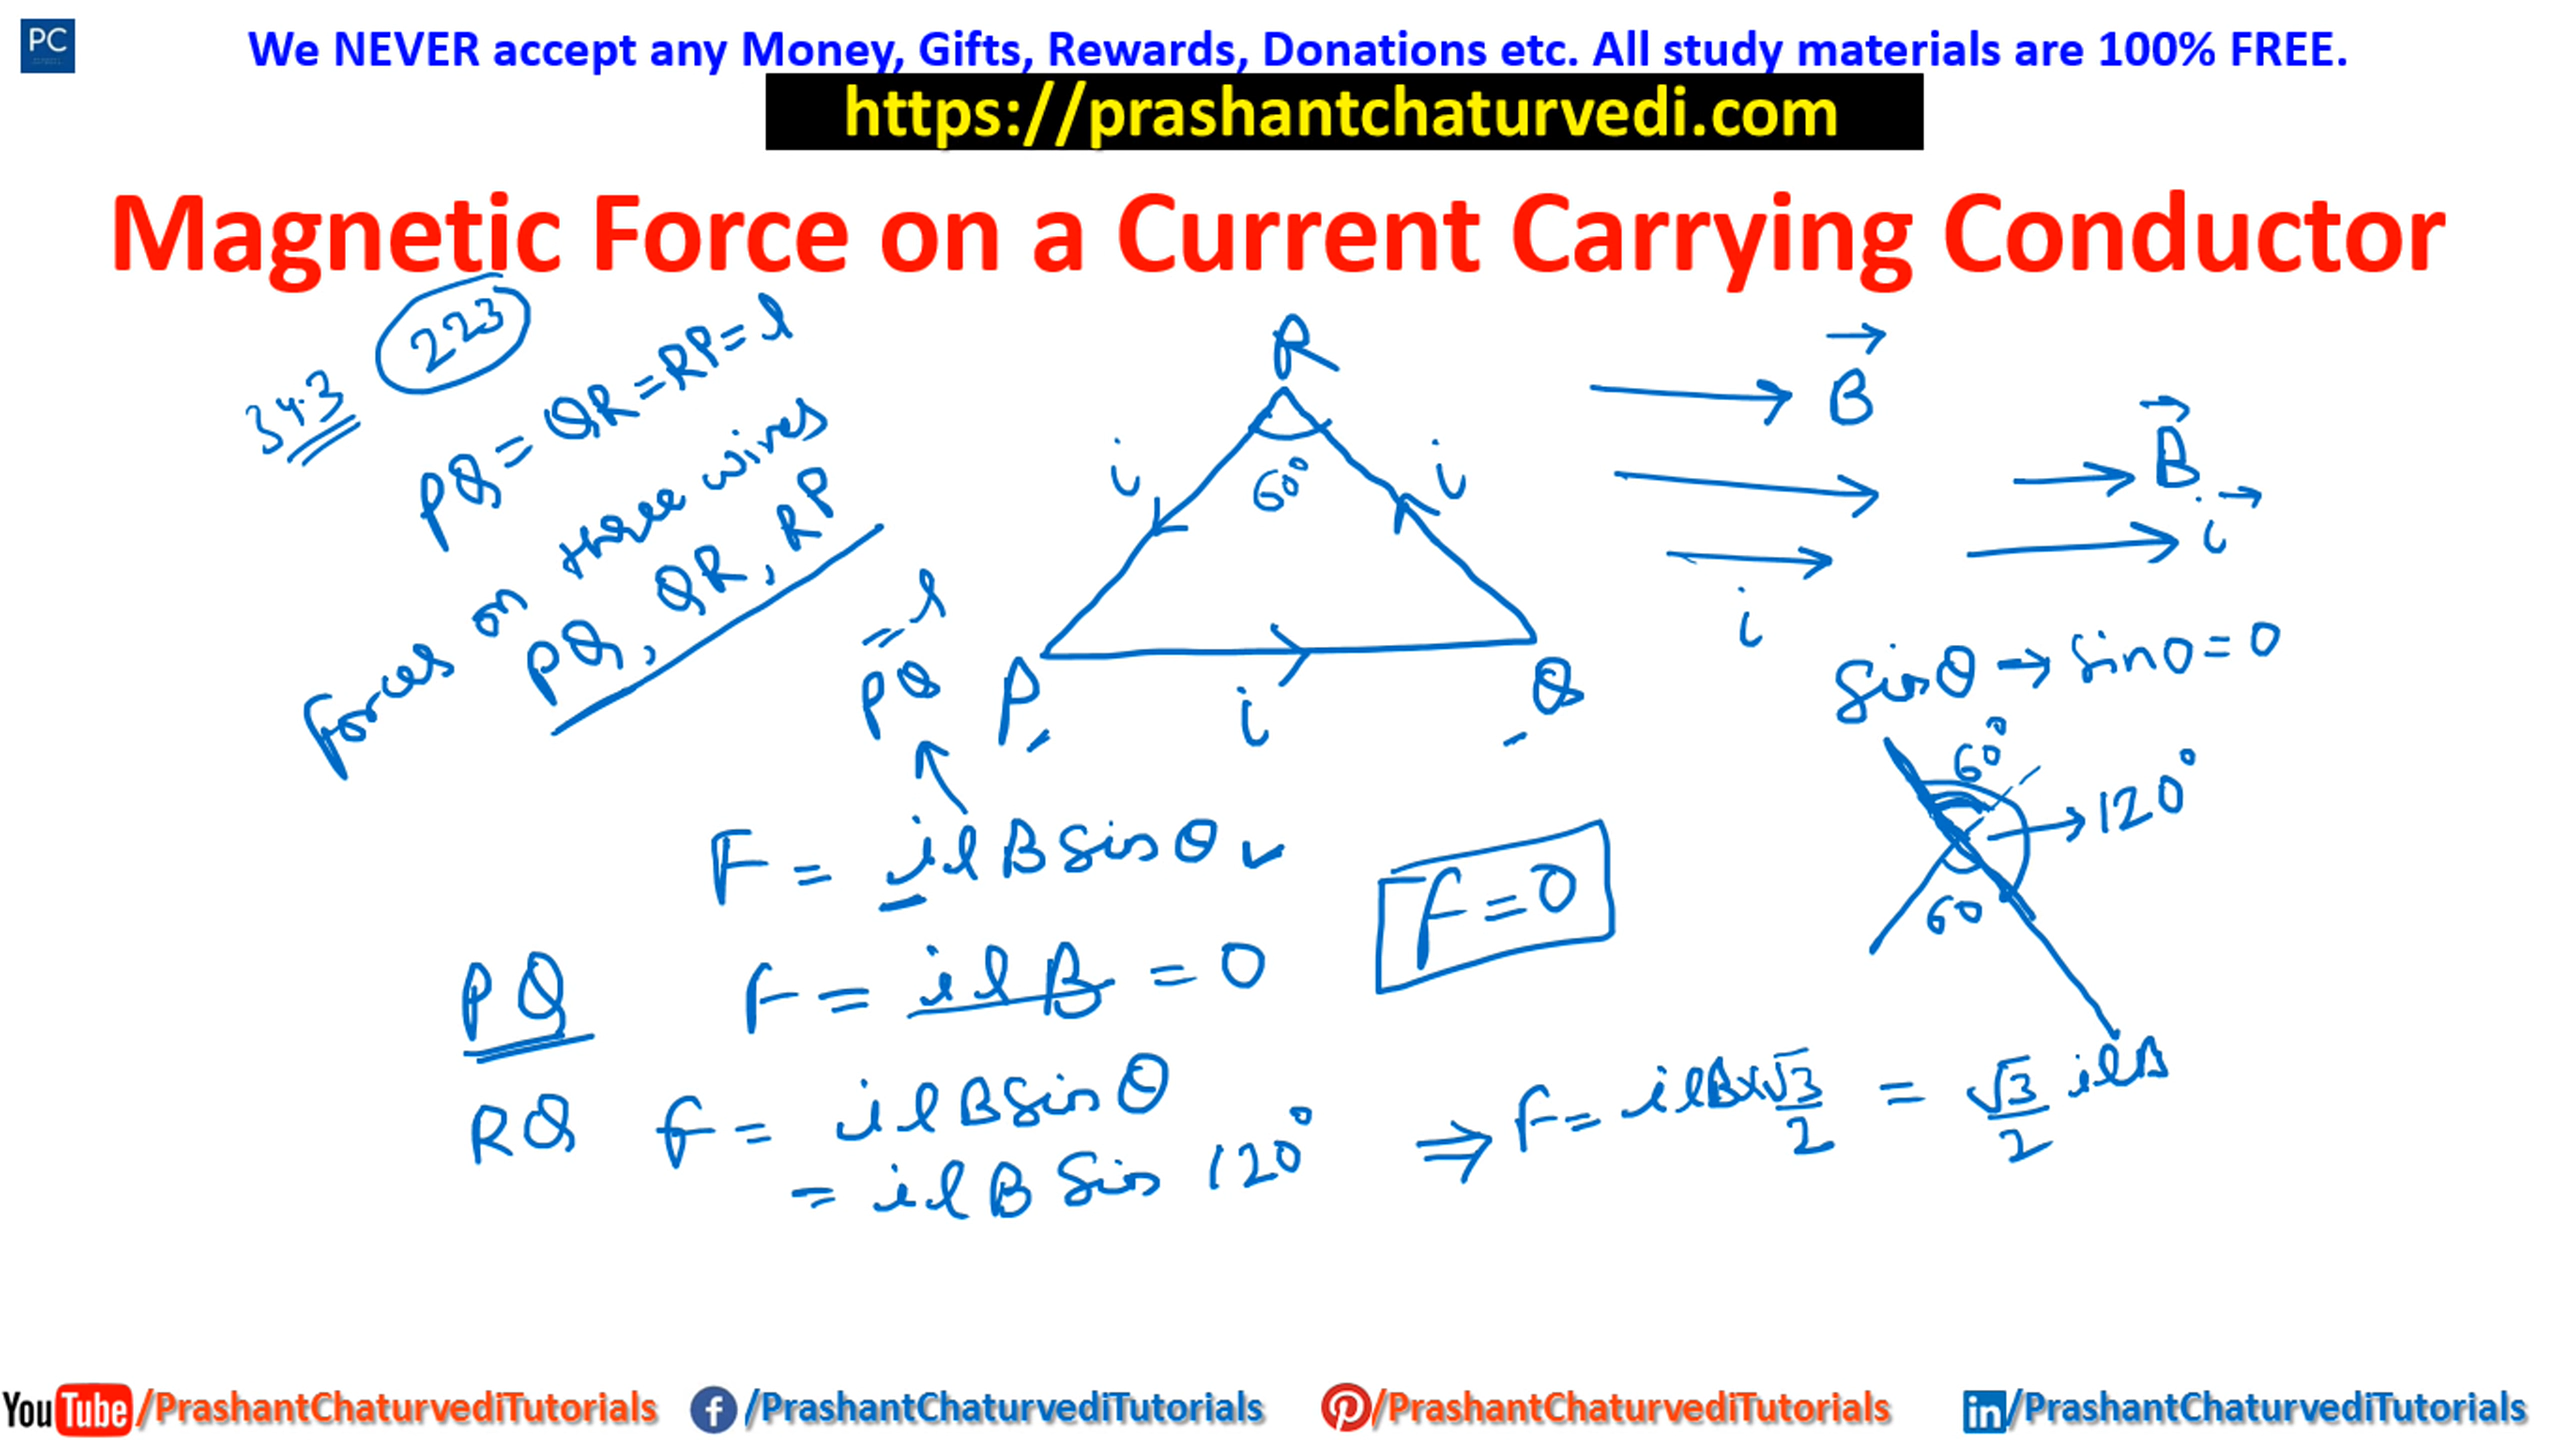 PC
We NEVER accept any Money, Gifts, Rewards, Donations etc. All study materials are 100% FREE.
https://prashantchaturvedi.com
Magnetic Force on a Current Carrying Conductor
34.3
223
PQ = QR = RP = l
forces on three wires
PQ, QR, RP
R
60°
i
i
P
i
Q
B
i
B
i
sinθ → sin0 = 0
PQ = l
F = ilBsinθ
F = 0
60°
120°
60
PQ F = ilB = 0
RQ F = ilBsinθ
= ilB sin 120°
⇒ F = ilB×√3/2 = √3/2 ilB
YouTube/PrashantChaturvediTutorials
f/PrashantChaturvediTutorials
/PrashantChaturvediTutorials
in/PrashantChaturvediTutorials